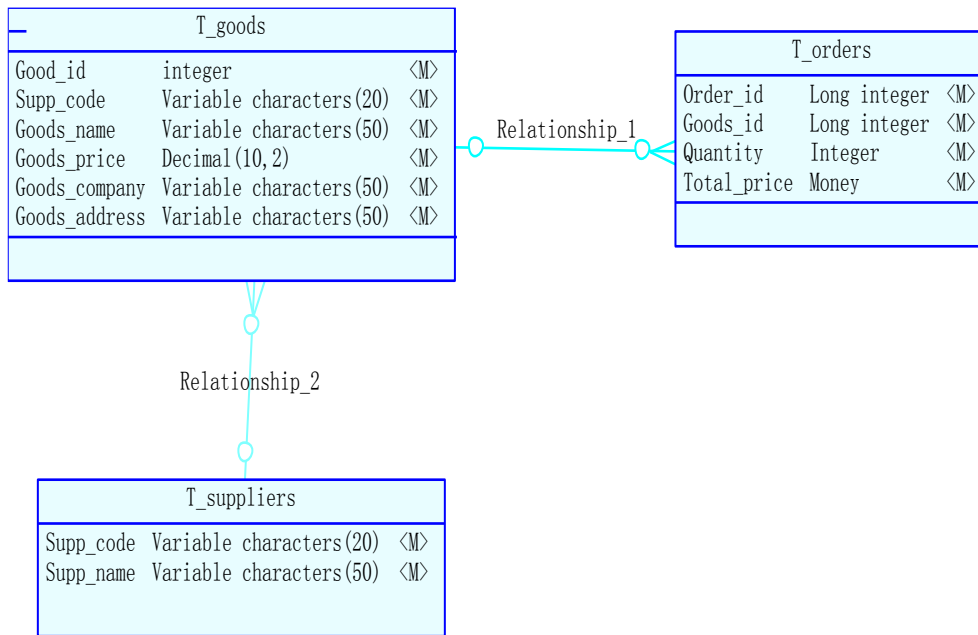 T_goods
Good_id integer <M>
Supp_code Variable characters(20) <M>
Goods_name Variable characters(50) <M>
Goods_price Decimal(10,2) <M>
Goods_company Variable characters(50) <M>
Goods_address Variable characters(50) <M>
Relationship_1
T_orders
Order_id Long integer <M>
Goods_id Long integer <M>
Quantity Integer <M>
Total_price Money <M>
Relationship_2
T_suppliers
Supp_code Variable characters(20) <M>
Supp_name Variable characters(50) <M>